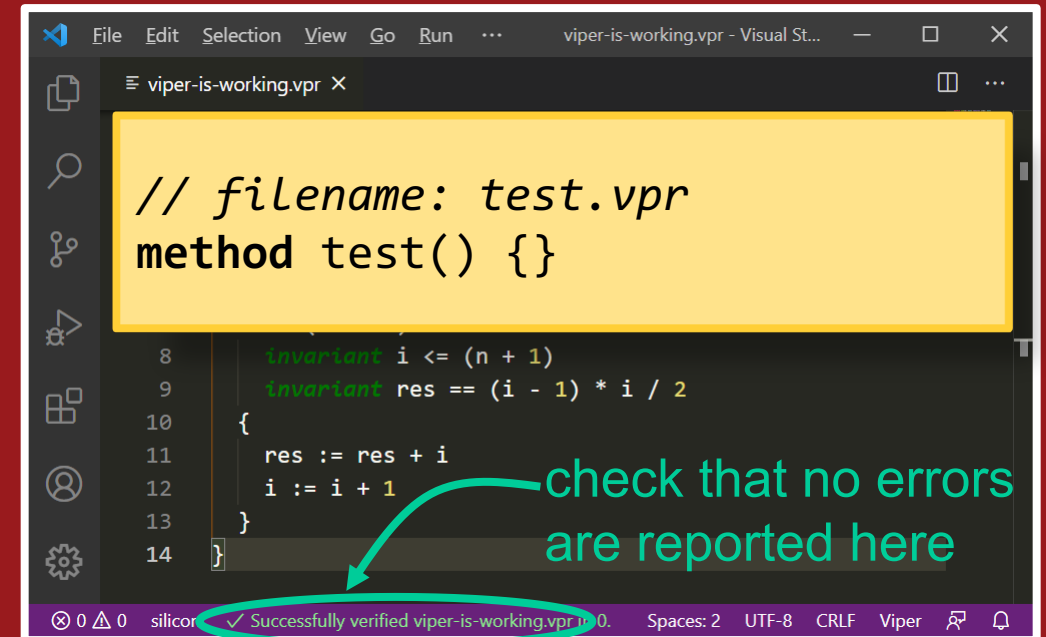 File Edit Selection View Go Run ··· viper-is-working.vpr - Visual St...
viper-is-working.vpr
// filename: test.vpr
method test() {}
8 invariant i <= (n + 1)
9 invariant res == (i - 1) * i / 2
10 {
11 res := res + i
12 i := i + 1
13 }
14 }
check that no errors
are reported here
0 0 silicon ✓ Successfully verified viper-is-working.vpr in 0. Spaces: 2 UTF-8 CRLF Viper